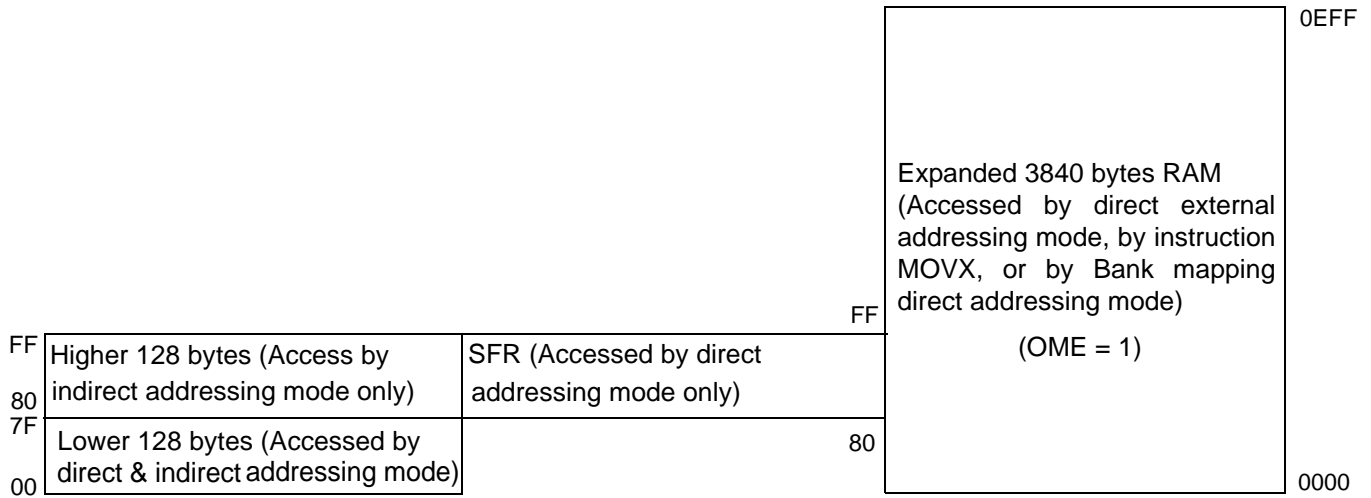 0EFF
Expanded 3840 bytes RAM
(Accessed by direct external
addressing mode, by instruction
MOVX, or by Bank mapping
direct addressing mode)
(OME = 1)
0000
FF
Higher 128 bytes (Access by
indirect addressing mode only)
80
FF
SFR (Accessed by direct
addressing mode only)
80
7F
Lower 128 bytes (Accessed by
direct & indirect addressing mode)
00